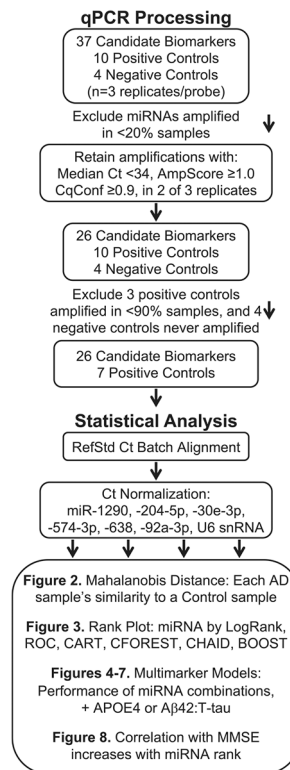 qPCR Processing
37 Candidate Biomarkers
10 Positive Controls
4 Negative Controls
(n=3 replicates/probe)
Exclude miRNAs amplified
in <20% samples
Retain amplifications with:
Median Ct <34, AmpScore ≥1.0
CqConf ≥0.9, in 2 of 3 replicates
26 Candidate Biomarkers
10 Positive Controls
4 Negative Controls
Exclude 3 positive controls
amplified in <90% samples, and 4
negative controls never amplified
26 Candidate Biomarkers
7 Positive Controls
Statistical Analysis
RefStd Ct Batch Alignment
Ct Normalization:
miR-1290, -204-5p, -30e-3p,
-574-3p, -638, -92a-3p, U6 snRNA
Figure 2. Mahalanobis Distance: Each AD
sample's similarity to a Control sample
Figure 3. Rank Plot: miRNA by LogRank,
ROC, CART, CFOREST, CHAID, BOOST
Figures 4-7. Multimarker Models:
Performance of miRNA combinations,
+ APOE4 or Aβ42:T-tau
Figure 8. Correlation with MMSE
increases with miRNA rank